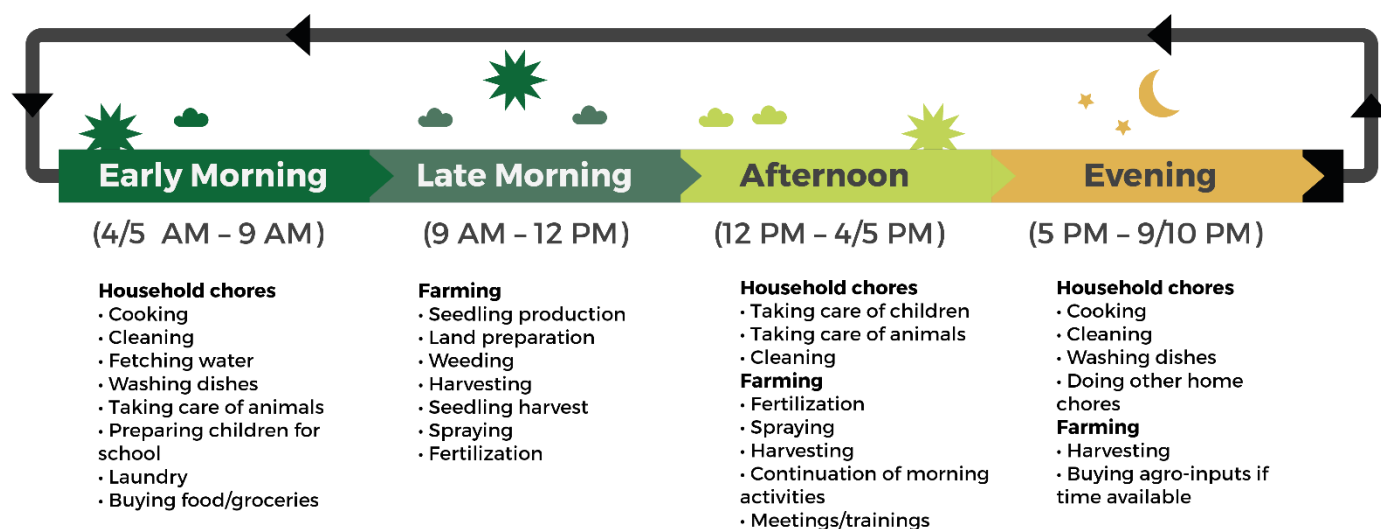 Early Morning
Late Morning
Afternoon
Evening
(4/5 AM – 9 AM)
(9 AM – 12 PM)
(12 PM – 4/5 PM)
(5 PM – 9/10 PM)
Household chores
• Cooking
• Cleaning
• Fetching water
• Washing dishes
• Taking care of animals
• Preparing children for
school
• Laundry
• Buying food/groceries
Farming
• Seedling production
• Land preparation
• Weeding
• Harvesting
• Seedling harvest
• Spraying
• Fertilization
Household chores
• Taking care of children
• Taking care of animals
• Cleaning
Farming
• Fertilization
• Spraying
• Harvesting
• Continuation of morning
activities
• Meetings/trainings
Household chores
• Cooking
• Cleaning
• Washing dishes
• Doing other home
chores
Farming
• Harvesting
• Buying agro-inputs if
time available